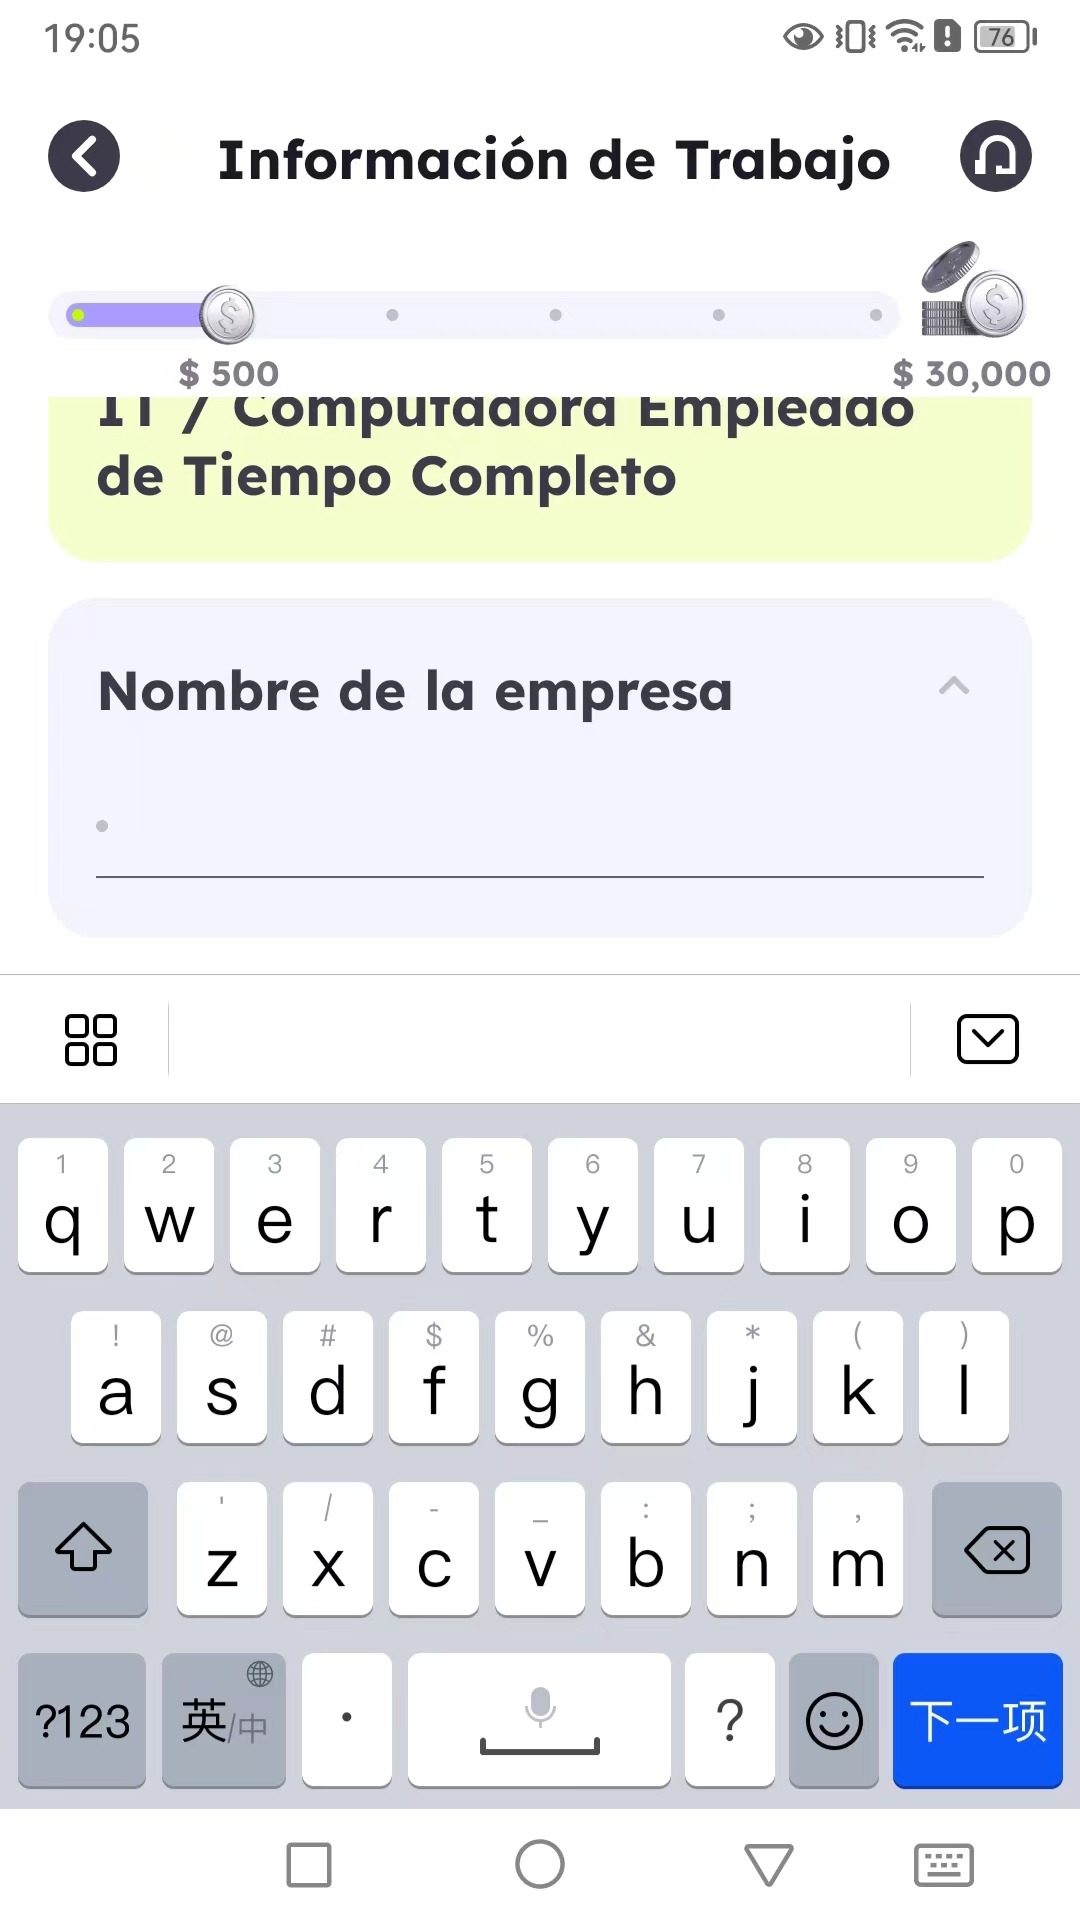 19:05
76
Información de Trabajo
$ 500
$ 30,000
IT / Computadora Empleado
de Tiempo Completo
Nombre de la empresa
1 2 3 4 5 6 7 8 9 0
q w e r t y u i o p
! @ # $ % & * ( )
a s d f g h j k l
' / - _ : ; ,
z x c v b n m
?123 英/中 . ? 下一项